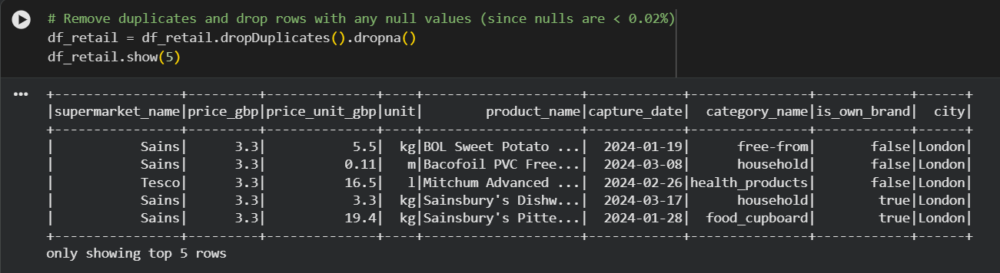 # Remove duplicates and drop rows with any null values (since nulls are < 0.02%)
df_retail = df_retail.dropDuplicates().dropna()
df_retail.show(5)
+----------------+---------+--------------+----+--------------------+------------+---------------+------------+------+
|supermarket_name|price_gbp|price_unit_gbp|unit|        product_name|capture_date|  category_name|is_own_brand|  city|
+----------------+---------+--------------+----+--------------------+------------+---------------+------------+------+
|           Sains|      3.3|           5.5|  kg|BOL Sweet Potato ...|  2024-01-19|      free-from|       false|London|
|           Sains|      3.3|          0.11|   m|Bacofoil PVC Free...|  2024-03-08|      household|       false|London|
|           Tesco|      3.3|          16.5|   l|Mitchum Advanced ...|  2024-02-26|health_products|       false|London|
|           Sains|      3.3|           3.3|  kg|Sainsbury's Dishw...|  2024-03-17|      household|        true|London|
|           Sains|      3.3|          19.4|  kg|Sainsbury's Pitte...|  2024-01-28|  food_cupboard|        true|London|
+----------------+---------+--------------+----+--------------------+------------+---------------+------------+------+
only showing top 5 rows